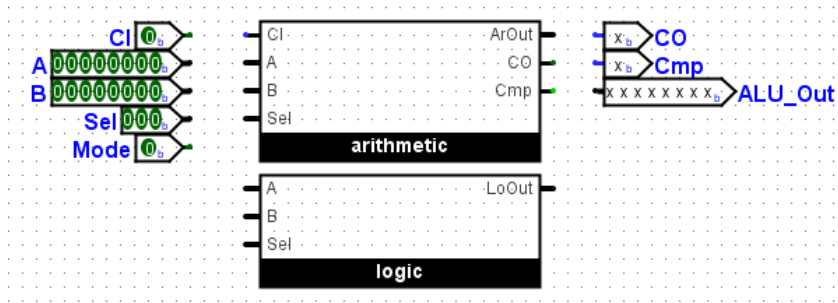 CI 0b CI ArOut xb CO
A 00000000b A CO xb Cmp
B 00000000b B Cmp xxxxxxxxb ALU_Out
Sel 000b Sel
Mode 0b arithmetic
A LoOut
B
Sel
logic